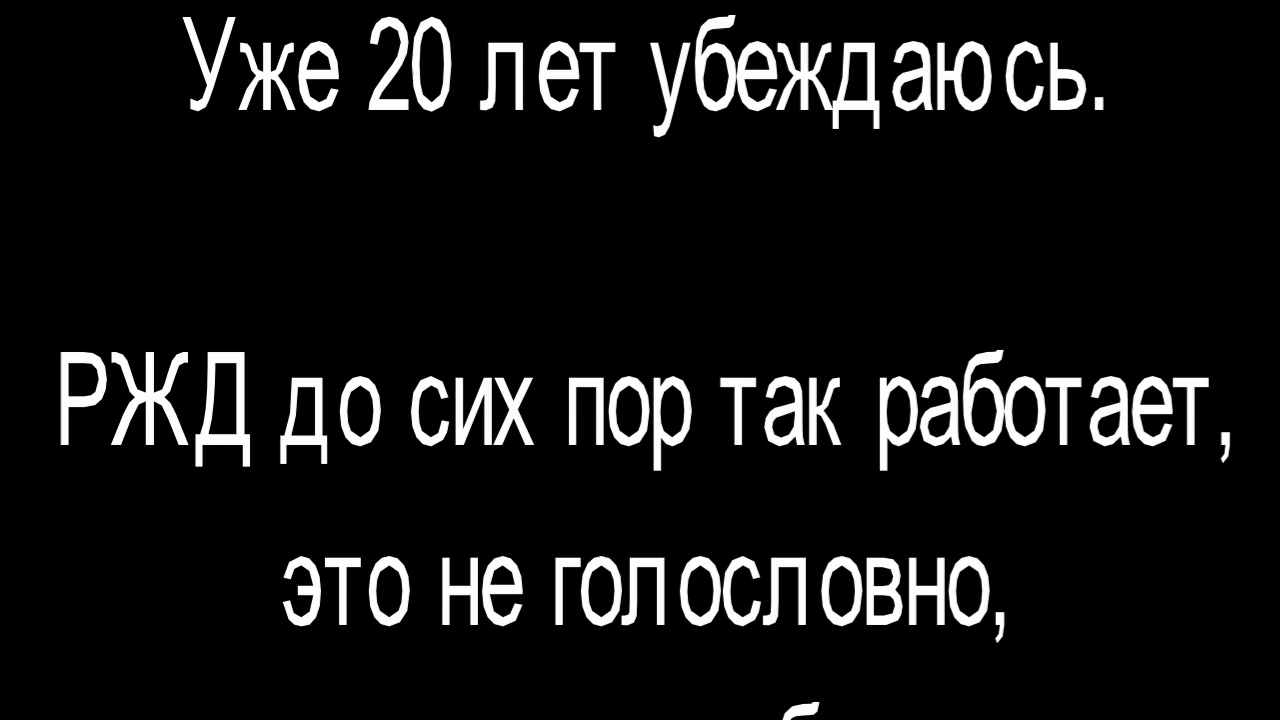 Уже 20 лет убеждаюсь.
РЖД до сих пор так работает,
это не голословно,